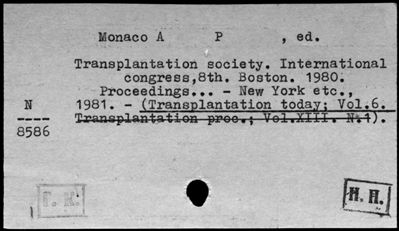 Monaco A P , ed.
Transplantation society. International
congress,8th. Boston. 1980.
Proceedings... - New York etc.,
N 1981. - (Transplantation today; Vol.6.
---- Transplantation proc.; Vol.XIII. N.1).
8586
Г. К.
Н. Н.